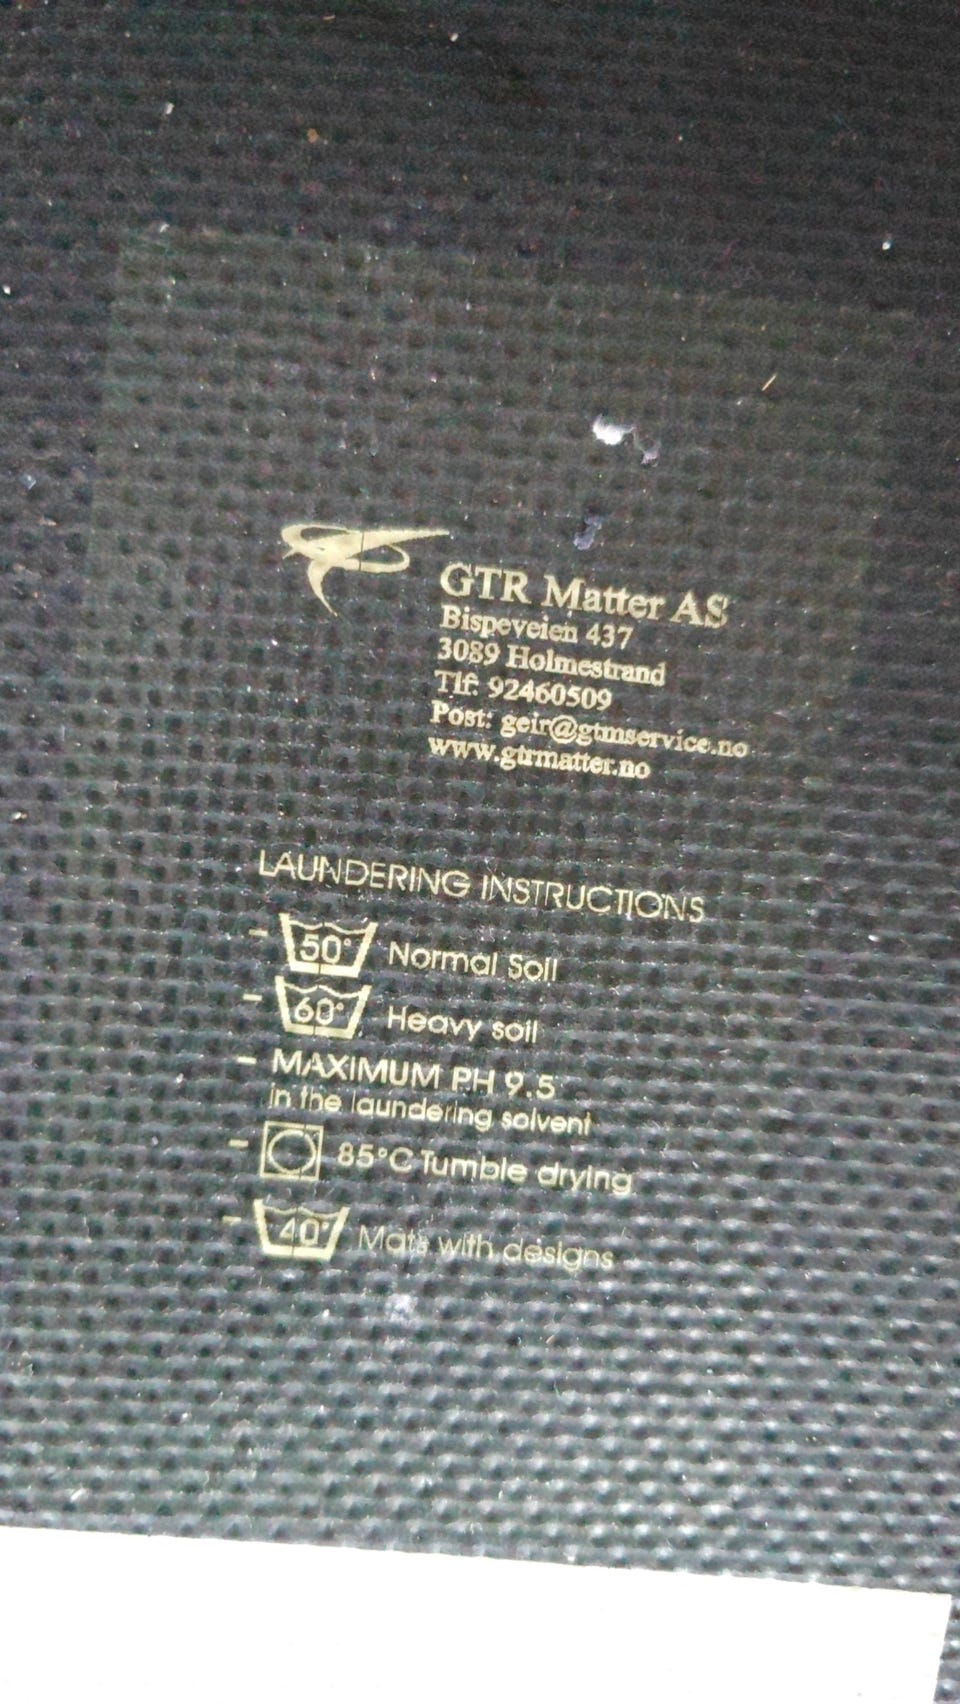 GTR Matter AS
Bispeveien 437
3089 Holmestrand
Tlf: 92460509
Post: geir@gtmservice.no
www.gtrmatter.no
LAUNDERING INSTRUCTIONS
- 50° Normal Soil
- 60° Heavy soil
- MAXIMUM PH 9.5
in the laundering solvent
- 85°C Tumble drying
- 40° Mats with designs